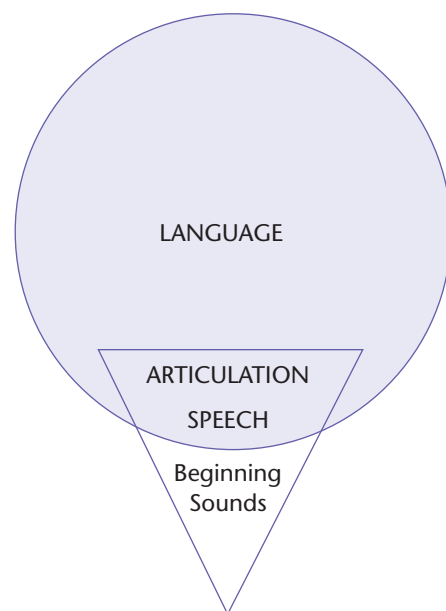 LANGUAGE
ARTICULATION
SPEECH
Beginning
Sounds